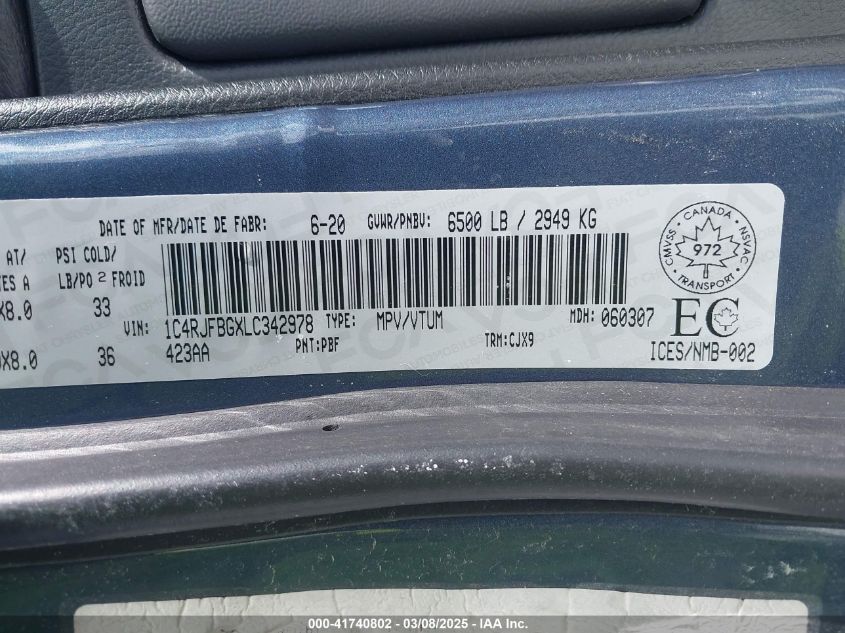 DATE OF MFR/DATE DE FABR: 6-20 GVWR/PNBV: 6500 LB / 2949 KG
AT/ PSI COLD/
ES A LB/PO 2 FROID
X8.0 33
VIN: 1C4RJFBGXLC342978 TYPE: MPV/VTUM MDH: 060307
X8.0 36 423AA PNT:PBF TRM:CJX9
CANADA
CMVSS 972 NSVAC
TRANSPORT
EC
ICES/NMB-002
000-41740802 - 03/08/2025 - IAA Inc.